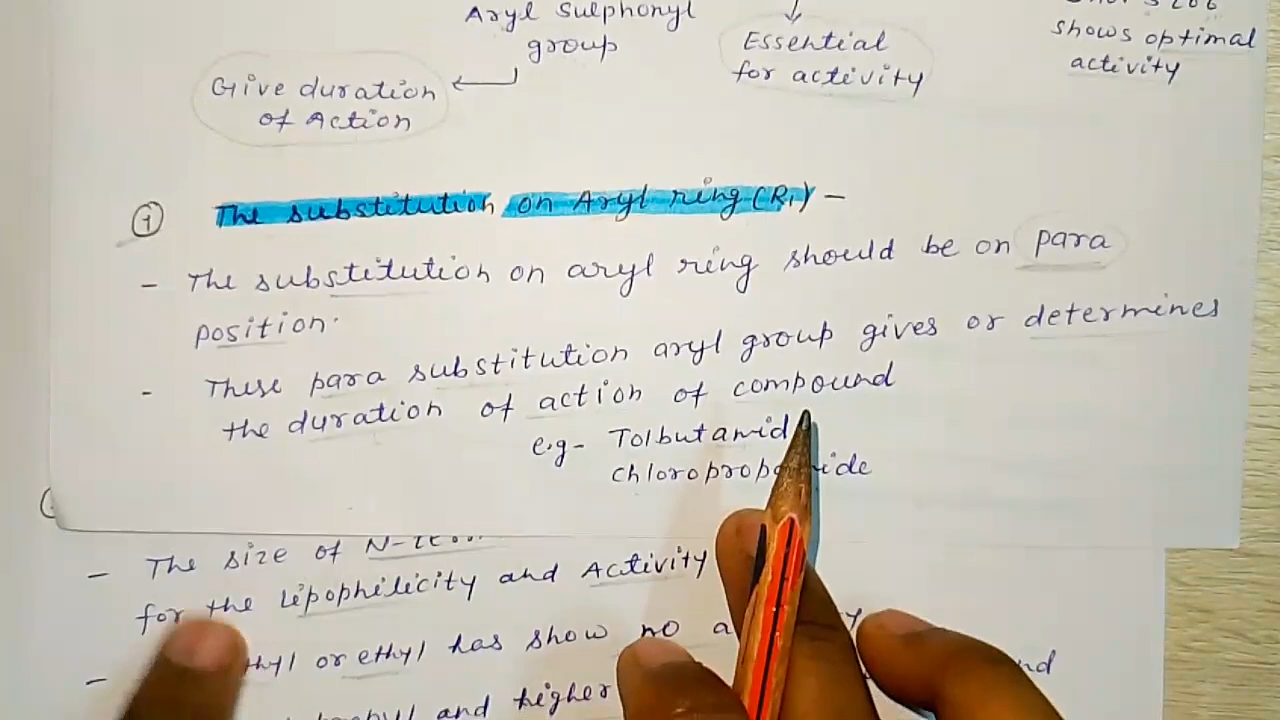 Aryl Sulphonyl
group
Essential
for activity
shows optimal
activity
Give duration
of Action
1 The substitution on Aryl ring (R1) -
- The substitution on aryl ring should be on para
position.
- These para substitution aryl group gives or determines
the duration of action of compound
e.g - Tolbutamid
- The size of
for the lipophilicity and Activity
- or ethyl has show no
and higher